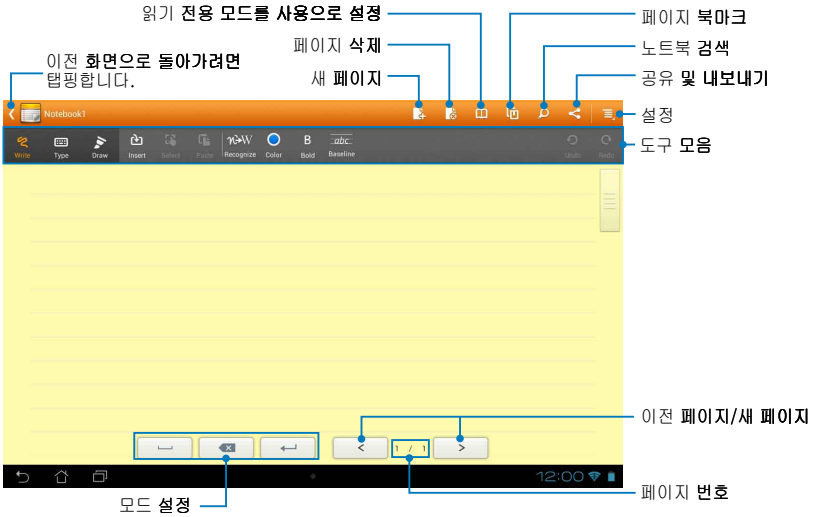 읽기 전용 모드를 사용으로 설정
페이지 북마크
페이지 삭제
노트북 검색
이전 화면으로 돌아가려면
탭핑합니다.
새 페이지
공유 및 내보내기
Notebook1
설정
Write Type Draw Insert Select Paste Recognize Color Bold Baseline Undo Redo
B
abc
도구 모음
이전 페이지/새 페이지
< 1 / 1 >
12:00
페이지 번호
모드 설정